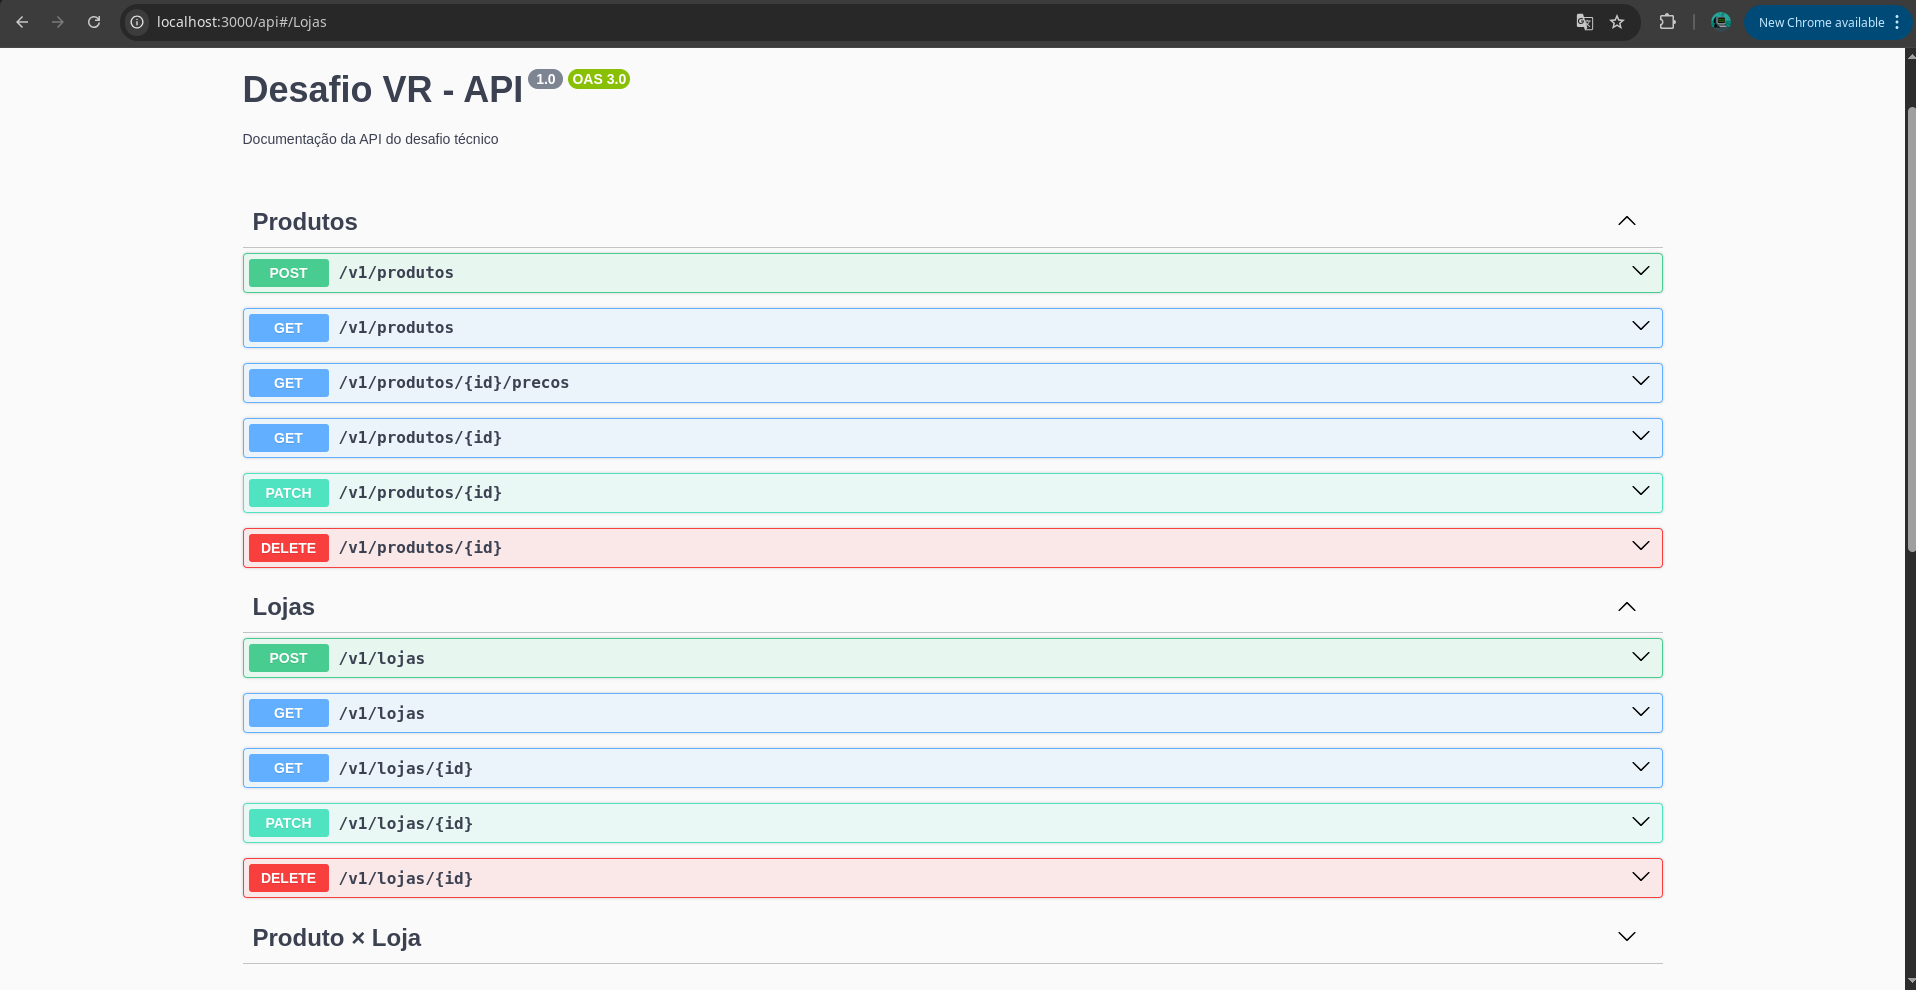 localhost:3000/api#/Lojas
New Chrome available
Desafio VR - API 1.0 OAS 3.0
Documentação da API do desafio técnico
Produtos
POST /v1/produtos
GET /v1/produtos
GET /v1/produtos/{id}/precos
GET /v1/produtos/{id}
PATCH /v1/produtos/{id}
DELETE /v1/produtos/{id}
Lojas
POST /v1/lojas
GET /v1/lojas
GET /v1/lojas/{id}
PATCH /v1/lojas/{id}
DELETE /v1/lojas/{id}
Produto × Loja